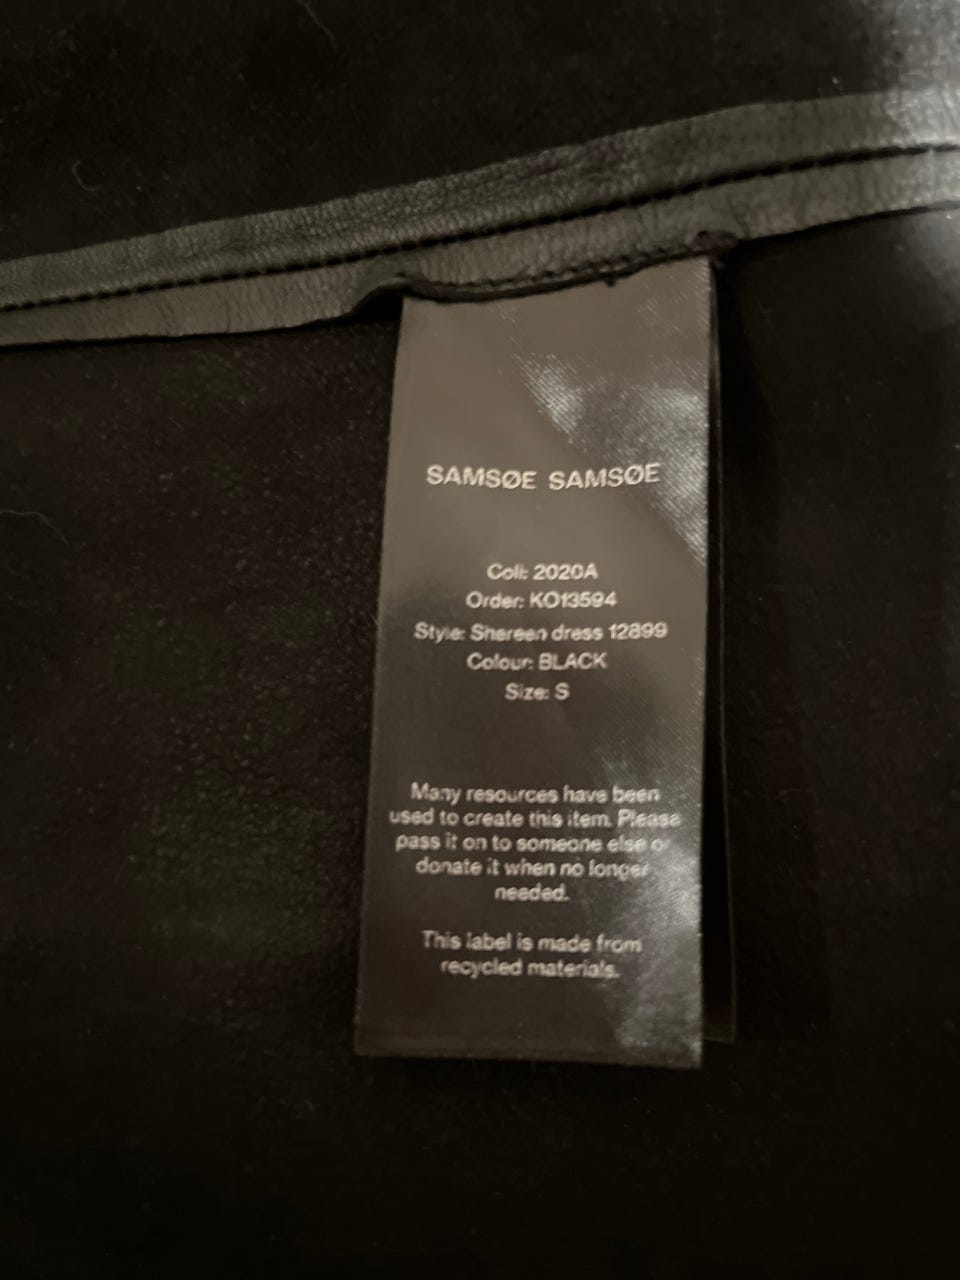 SAMSØE SAMSØE
Coll: 2020A
Order: KO13594
Style: Shereen dress 12899
Colour: BLACK
Size: S
Many resources have been
used to create this item. Please
pass it on to someone else or
donate it when no longer
needed.
This label is made from
recycled materials.